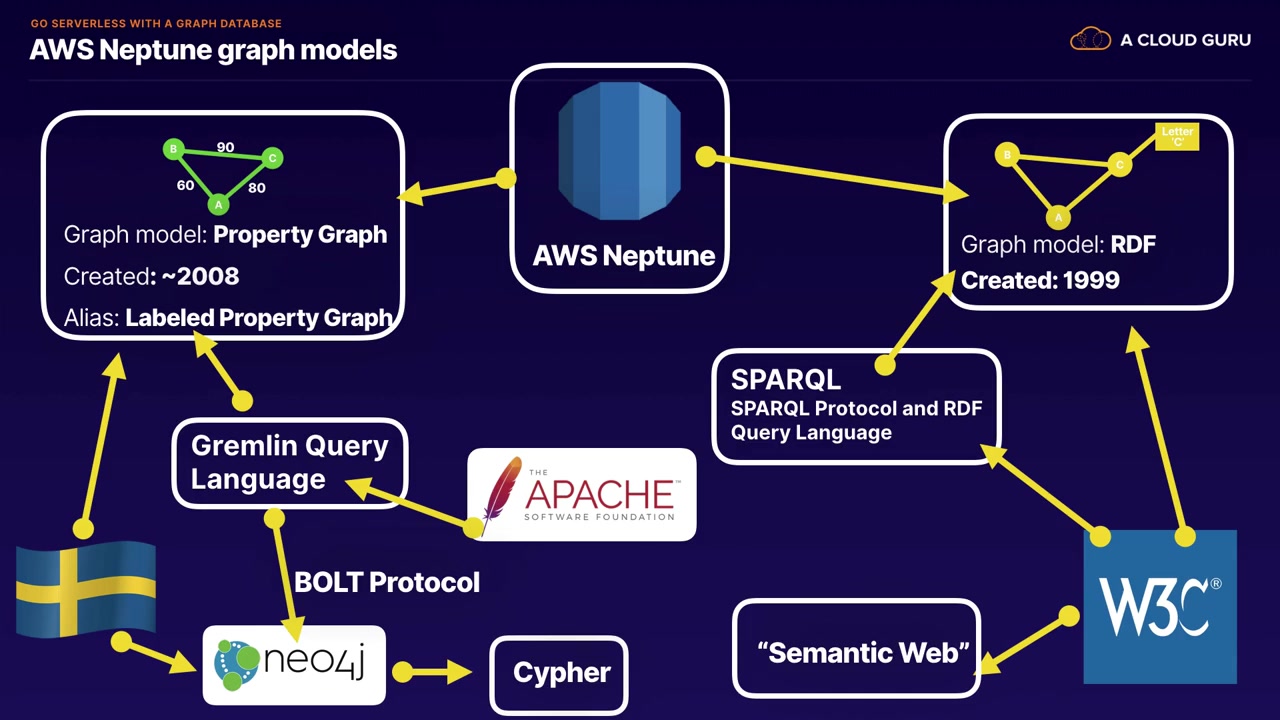 GO SERVERLESS WITH A GRAPH DATABASE
AWS Neptune graph models
A CLOUD GURU
B
90
C
60
80
A
Graph model: Property Graph
Created: ~2008
Alias: Labeled Property Graph
AWS Neptune
Letter
'C'
B
C
A
Graph model: RDF
Created: 1999
SPARQL
SPARQL Protocol and RDF
Query Language
Gremlin Query
Language
THE
APACHE™
SOFTWARE FOUNDATION
BOLT Protocol
neo4j
Cypher
“Semantic Web”
W3C®